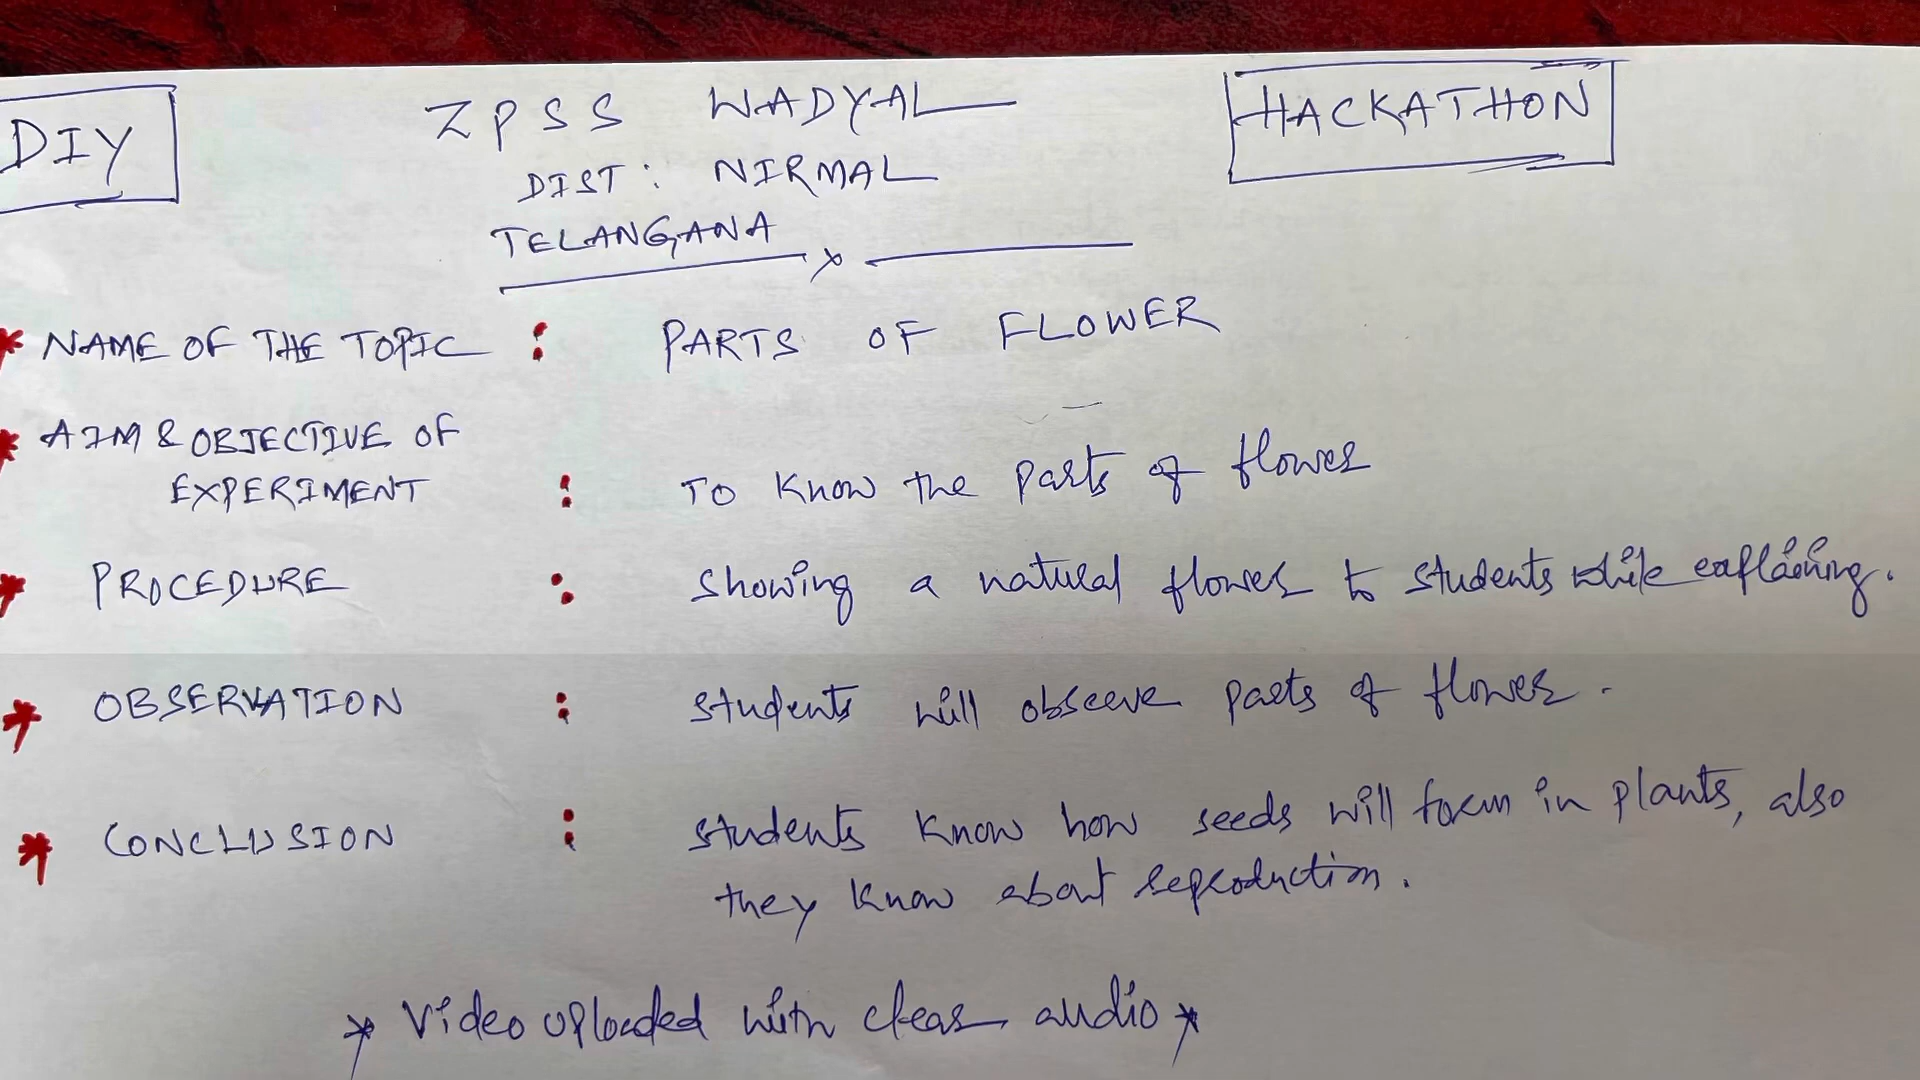 DIY
ZPSS WADYAL
HACKATHON
DIST: NIRMAL
TELANGANA
* NAME OF THE TOPIC : PARTS OF FLOWER
* AIM & OBJECTIVE OF
EXPERIMENT : To Know the parts of flower
* PROCEDURE : Showing a natural flower to students while explaining.
* OBSERVATION : Students will observe parts of flower.
* CONCLUSION : Students know how seeds will form in plants, also
they know about reproduction.
* Video uploaded with clear audio *